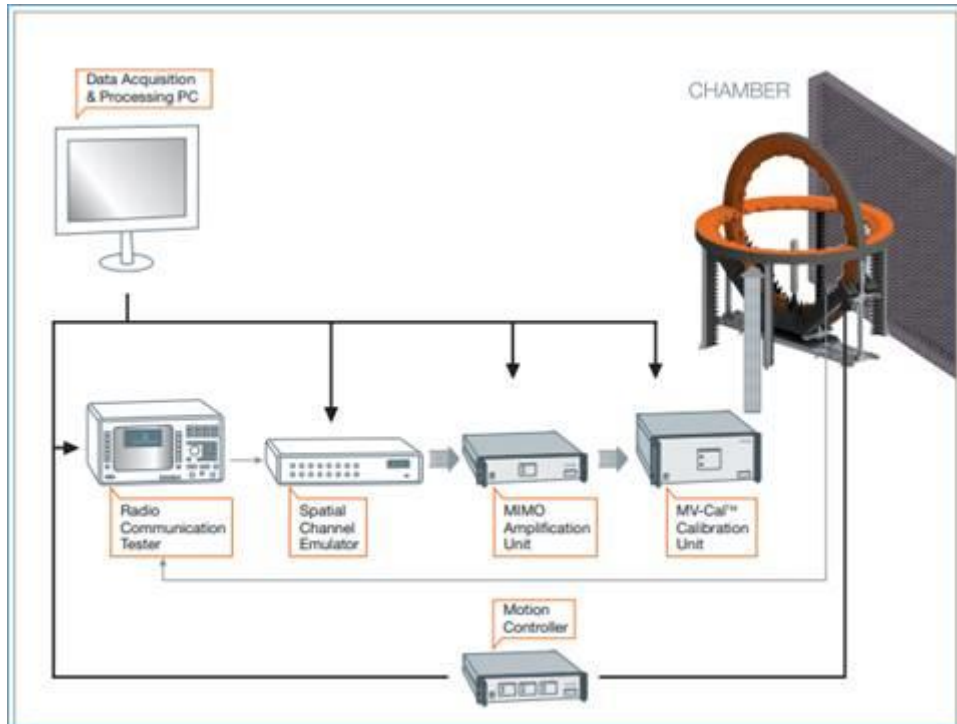 Data Acquisition
& Processing PC
CHAMBER
Radio
Communication
Tester
Spatial
Channel
Emulator
MIMO
Amplification
Unit
MV-Cal™
Calibration
Unit
Motion
Controller